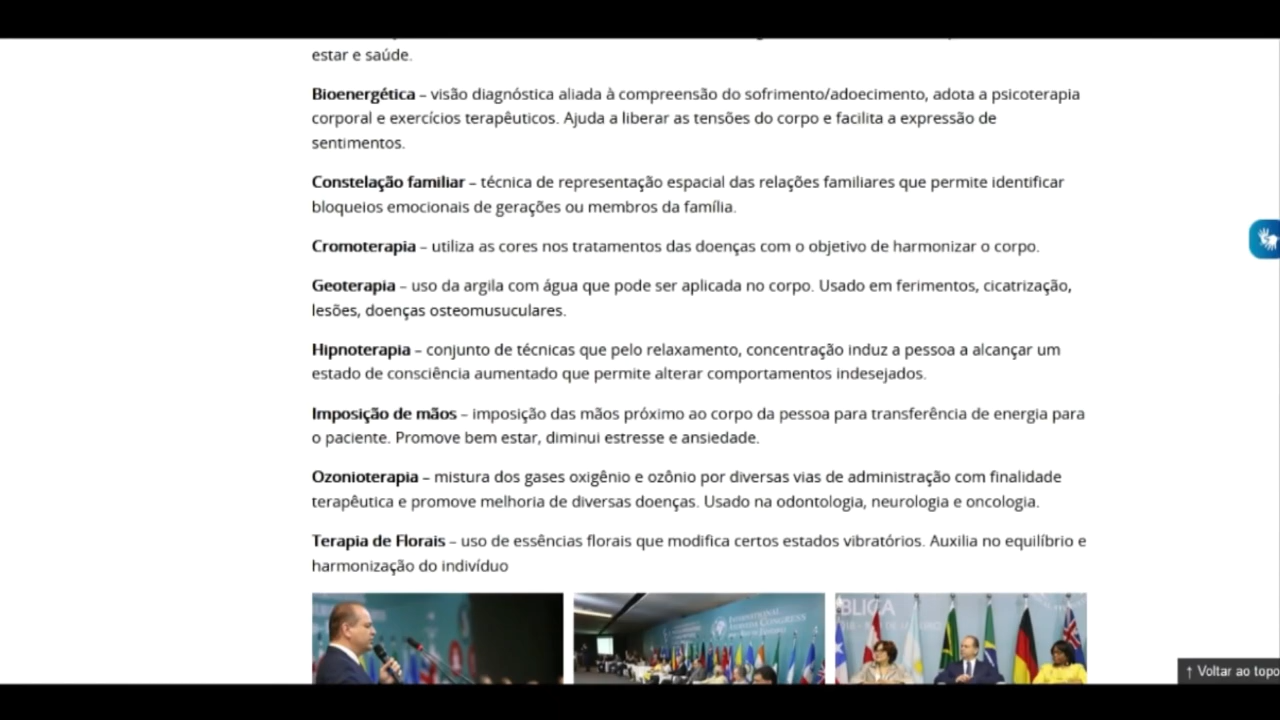 estar e saúde.
Bioenergética – visão diagnóstica aliada à compreensão do sofrimento/adoecimento, adota a psicoterapia
corporal e exercícios terapêuticos. Ajuda a liberar as tensões do corpo e facilita a expressão de
sentimentos.
Constelação familiar – técnica de representação espacial das relações familiares que permite identificar
bloqueios emocionais de gerações ou membros da família.
Cromoterapia – utiliza as cores nos tratamentos das doenças com o objetivo de harmonizar o corpo.
Geoterapia – uso da argila com água que pode ser aplicada no corpo. Usado em ferimentos, cicatrização,
lesões, doenças osteomusuculares.
Hipnoterapia – conjunto de técnicas que pelo relaxamento, concentração induz a pessoa a alcançar um
estado de consciência aumentado que permite alterar comportamentos indesejados.
Imposição de mãos – imposição das mãos próximo ao corpo da pessoa para transferência de energia para
o paciente. Promove bem estar, diminui estresse e ansiedade.
Ozonioterapia – mistura dos gases oxigênio e ozônio por diversas vias de administração com finalidade
terapêutica e promove melhoria de diversas doenças. Usado na odontologia, neurologia e oncologia.
Terapia de Florais – uso de essências florais que modifica certos estados vibratórios. Auxilia no equilíbrio e
harmonização do indivíduo
INTERNATIONAL
CONGRESS
BLICA
↑ Voltar ao topo